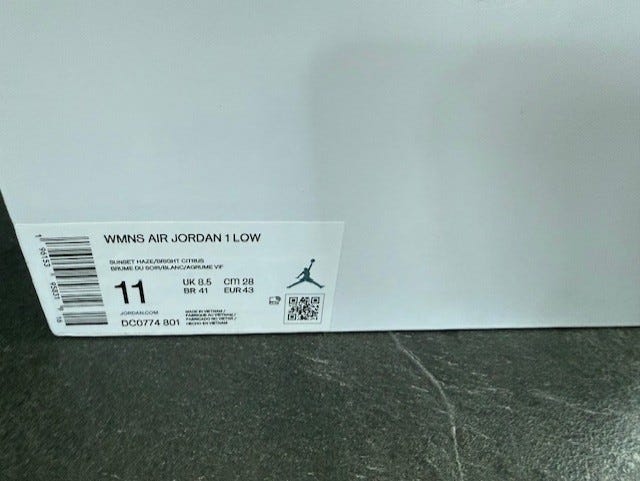 WMNS AIR JORDAN 1 LOW
SUNSET HAZE/BRIGHT CITRUS
BRUME DU SOIR/BLANC/AGRUME VIF
11
UK 8.5 cm 28
BR 41 EUR 43
JORDAN.COM
DC0774 801
MADE IN VIETNAM/
FABRIQUE AU VIETNAM/
FABRICADO NO VIETNA/
HECHO EN VIETNAM